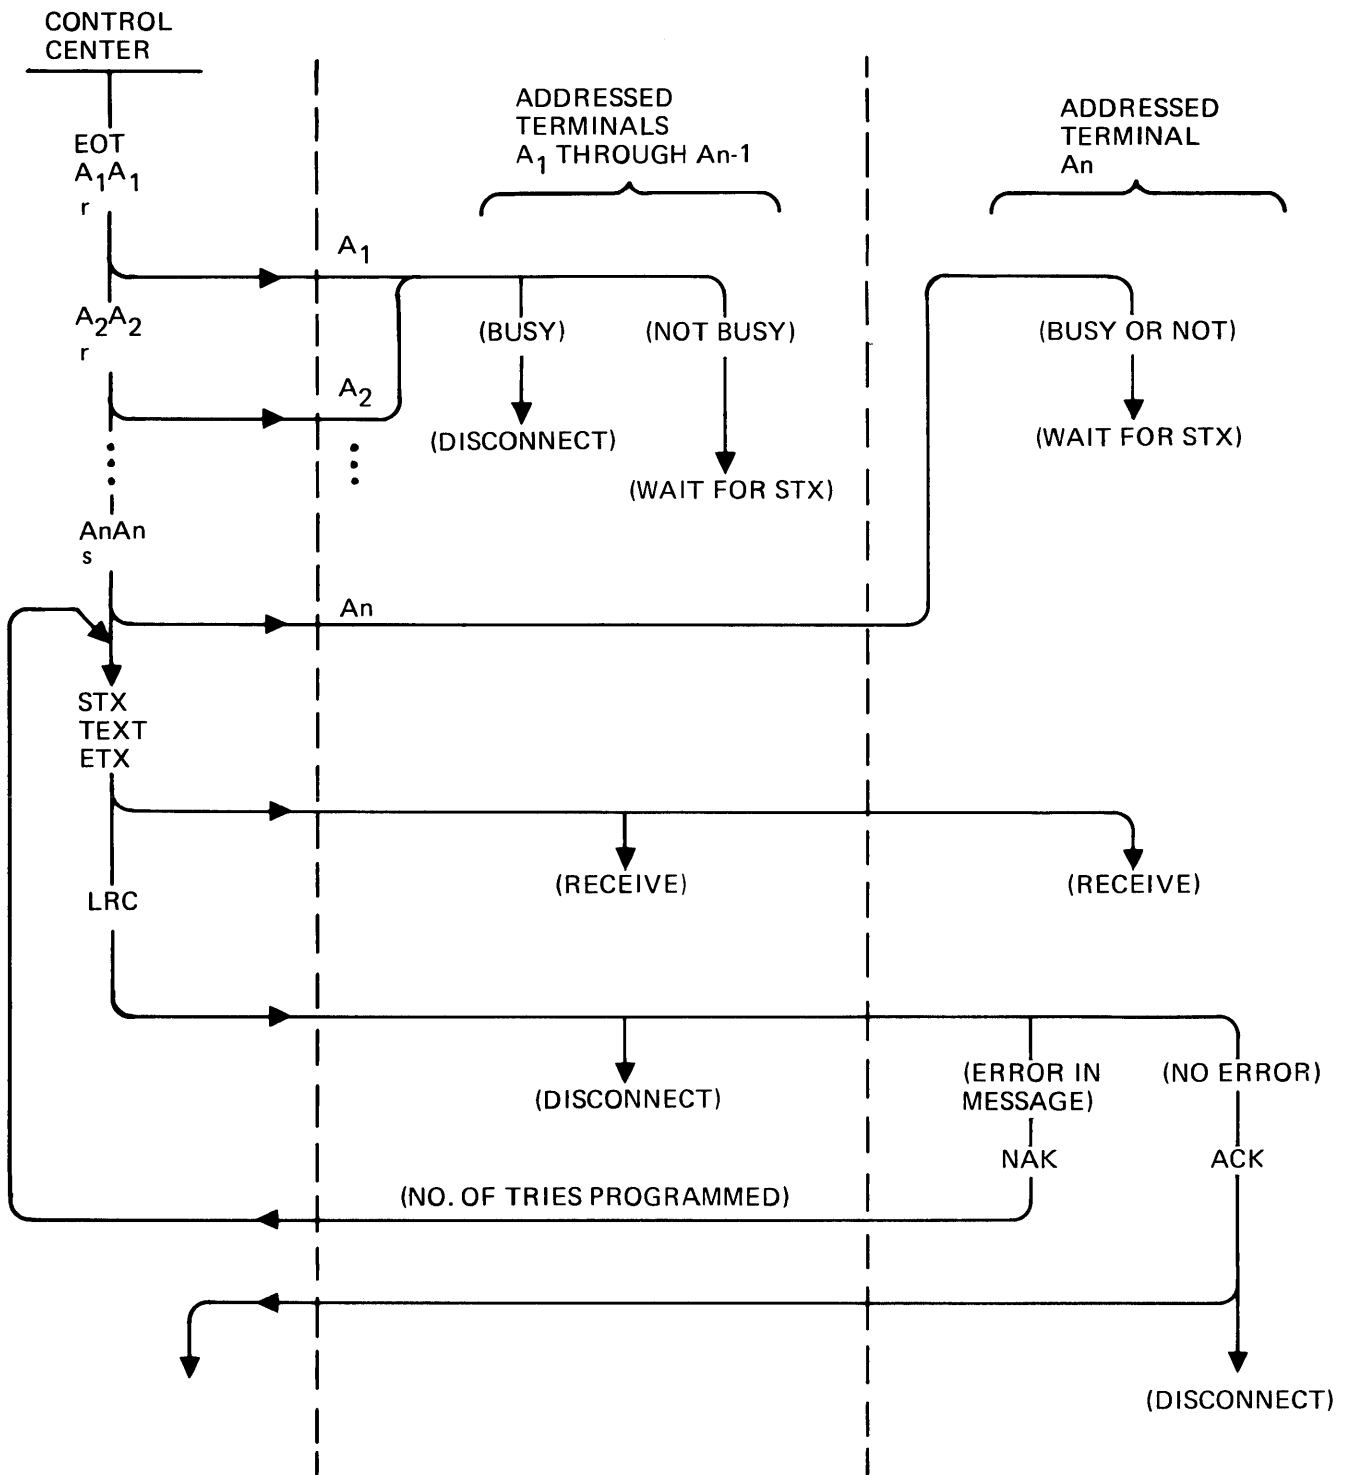 CONTROL
CENTER
ADDRESSED
TERMINALS
A1 THROUGH An-1
ADDRESSED
TERMINAL
An
EOT
A1A1
r
A1
A2A2
r
(BUSY)
(NOT BUSY)
(BUSY OR NOT)
A2
(DISCONNECT)
(WAIT FOR STX)
(WAIT FOR STX)
AnAn
s
An
STX
TEXT
ETX
(RECEIVE)
(RECEIVE)
LRC
(ERROR IN
MESSAGE)
(NO ERROR)
(DISCONNECT)
NAK
ACK
(NO. OF TRIES PROGRAMMED)
(DISCONNECT)